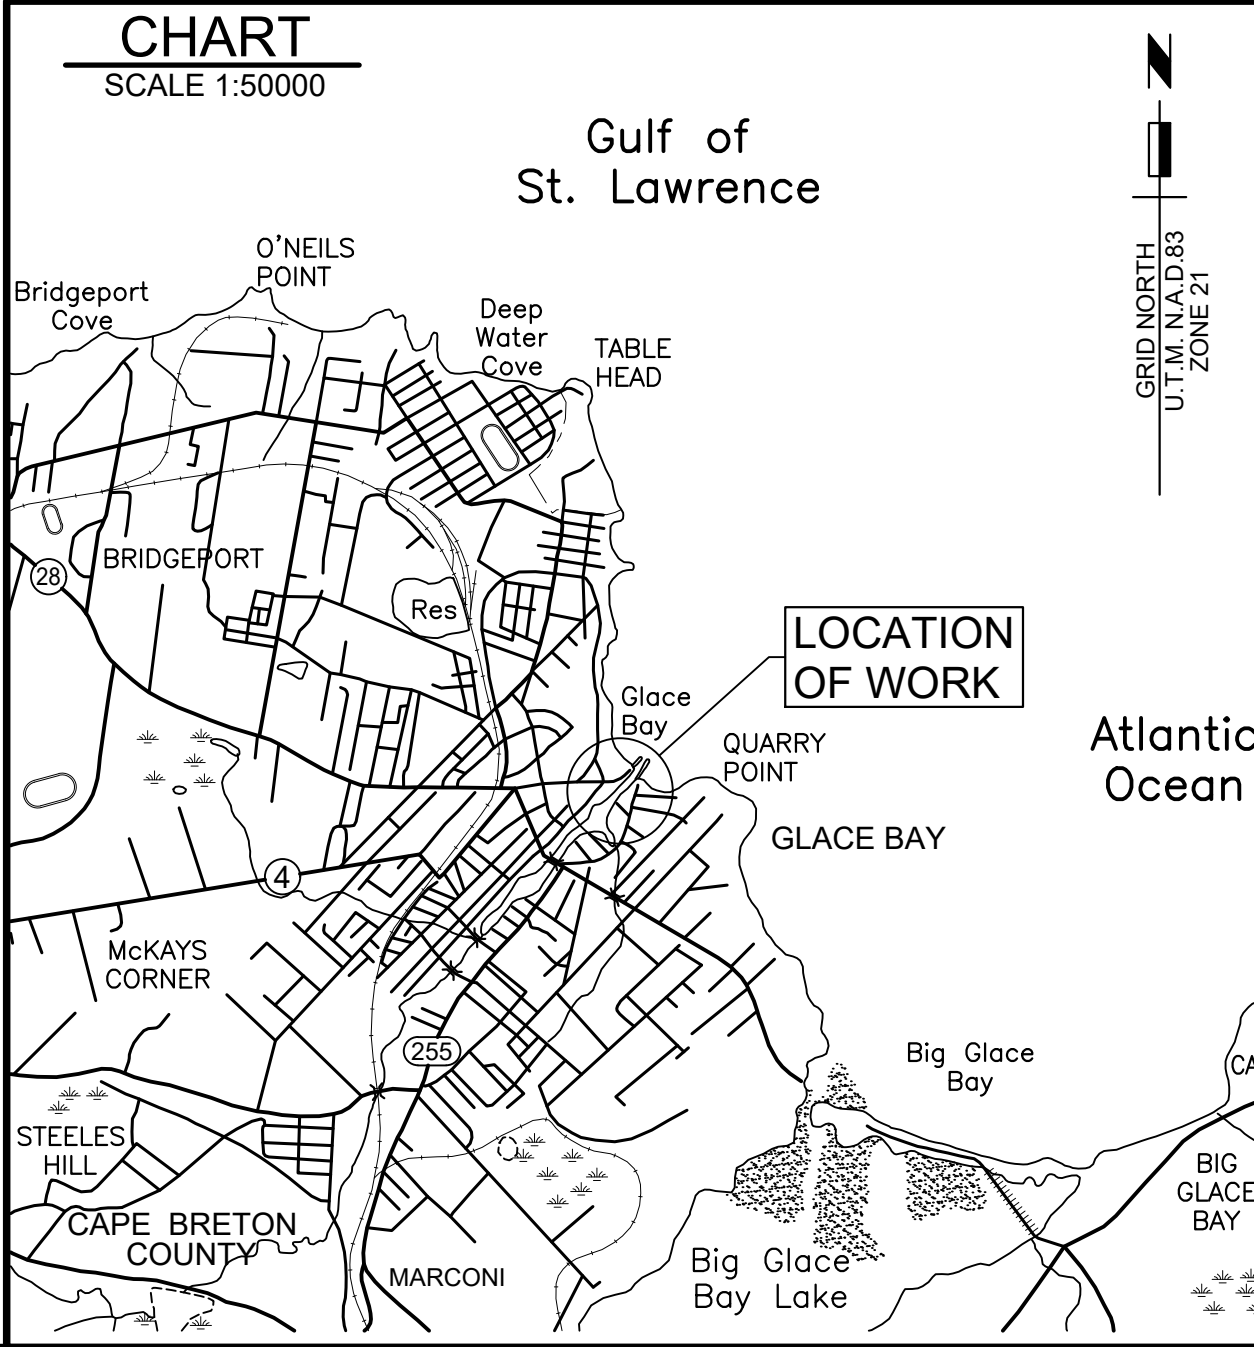 CHART
SCALE 1:50000
N
Gulf of
St. Lawrence
GRID NORTH
U.T.M. N.A.D.83
ZONE 21
O'NEILS
POINT
Bridgeport
Cove
Deep
Water
Cove
TABLE
HEAD
BRIDGEPORT
28
Res
LOCATION
OF WORK
Glace
Bay
QUARRY
POINT
Atlantic
Ocean
GLACE BAY
4
McKAYS
CORNER
255
Big Glace
Bay
CA
STEELES
HILL
BIG
GLACE
BAY
CAPE BRETON
COUNTY
MARCONI
Big Glace
Bay Lake